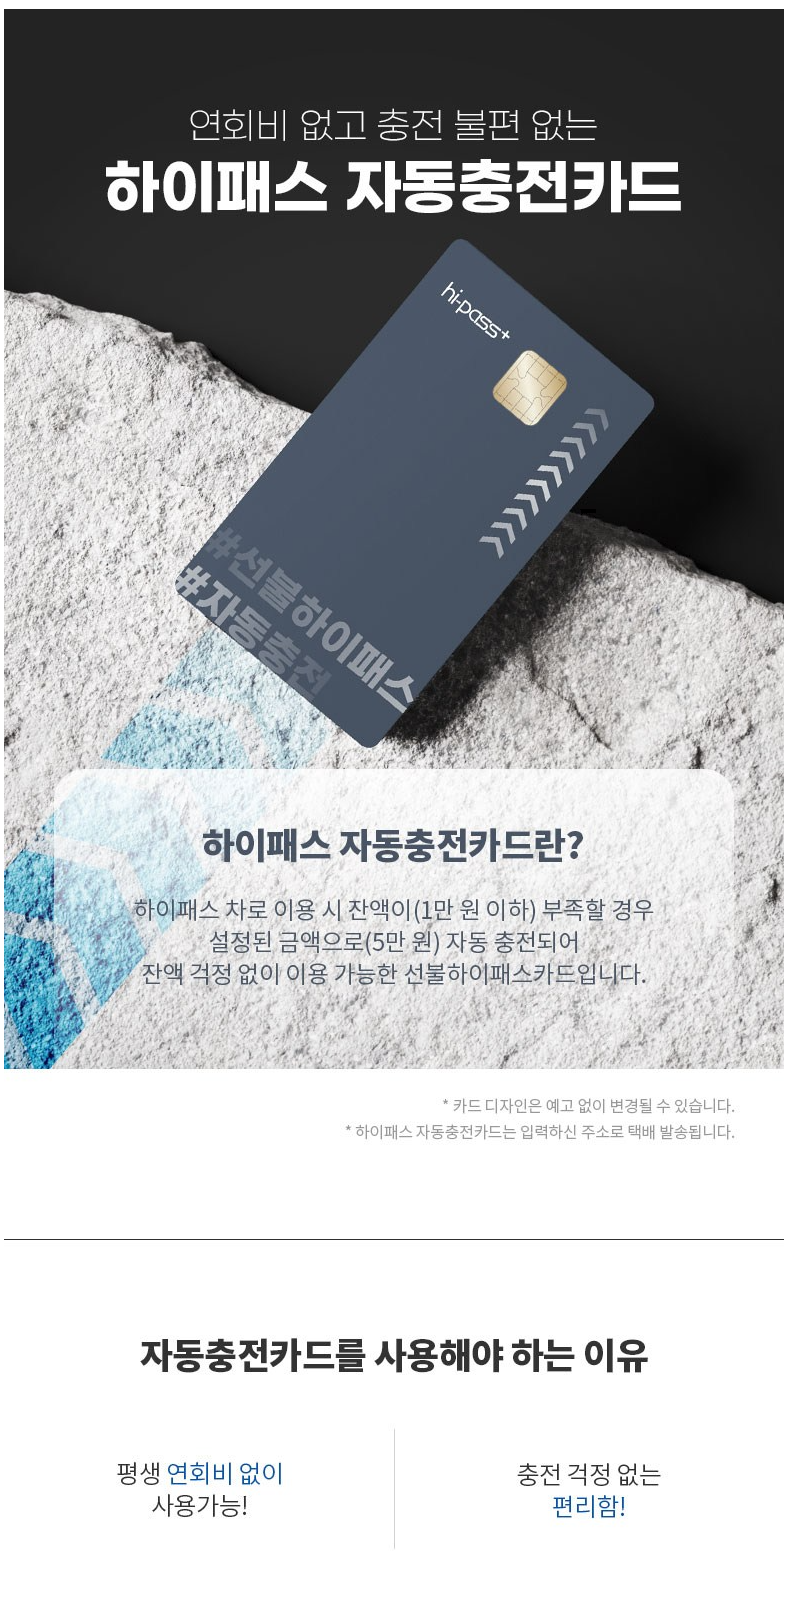 연회비 없고 충전 불편 없는
하이패스 자동충전카드
hi-pass+
#선불하이패스
#자동충전
하이패스 자동충전카드란?
하이패스 차로 이용 시 잔액이(1만 원 이하) 부족할 경우
설정된 금액으로(5만 원) 자동 충전되어
잔액 걱정 없이 이용 가능한 선불하이패스카드입니다.
* 카드 디자인은 예고 없이 변경될 수 있습니다.
* 하이패스 자동충전카드는 입력하신 주소로 택배 발송됩니다.
자동충전카드를 사용해야 하는 이유
평생 연회비 없이
사용가능!
충전 걱정 없는
편리함!